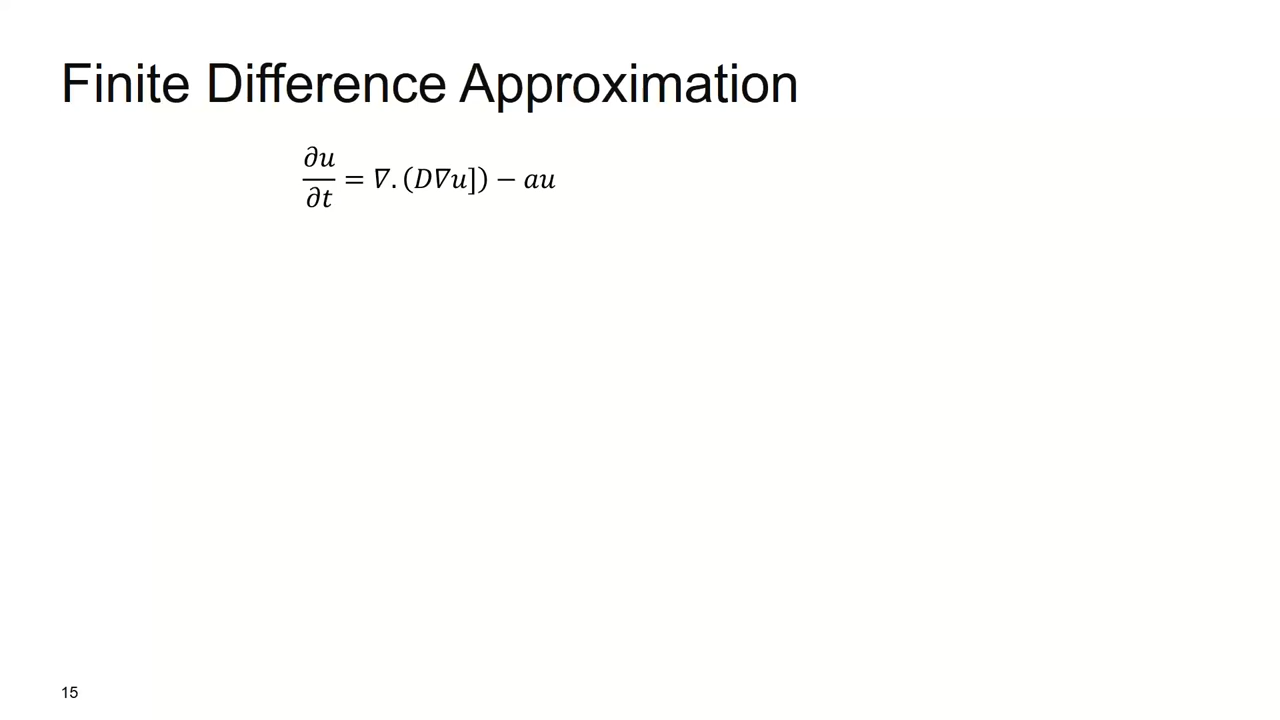 Finite Difference Approximation
∂u/∂t = ∇. (D∇u]) − au
15